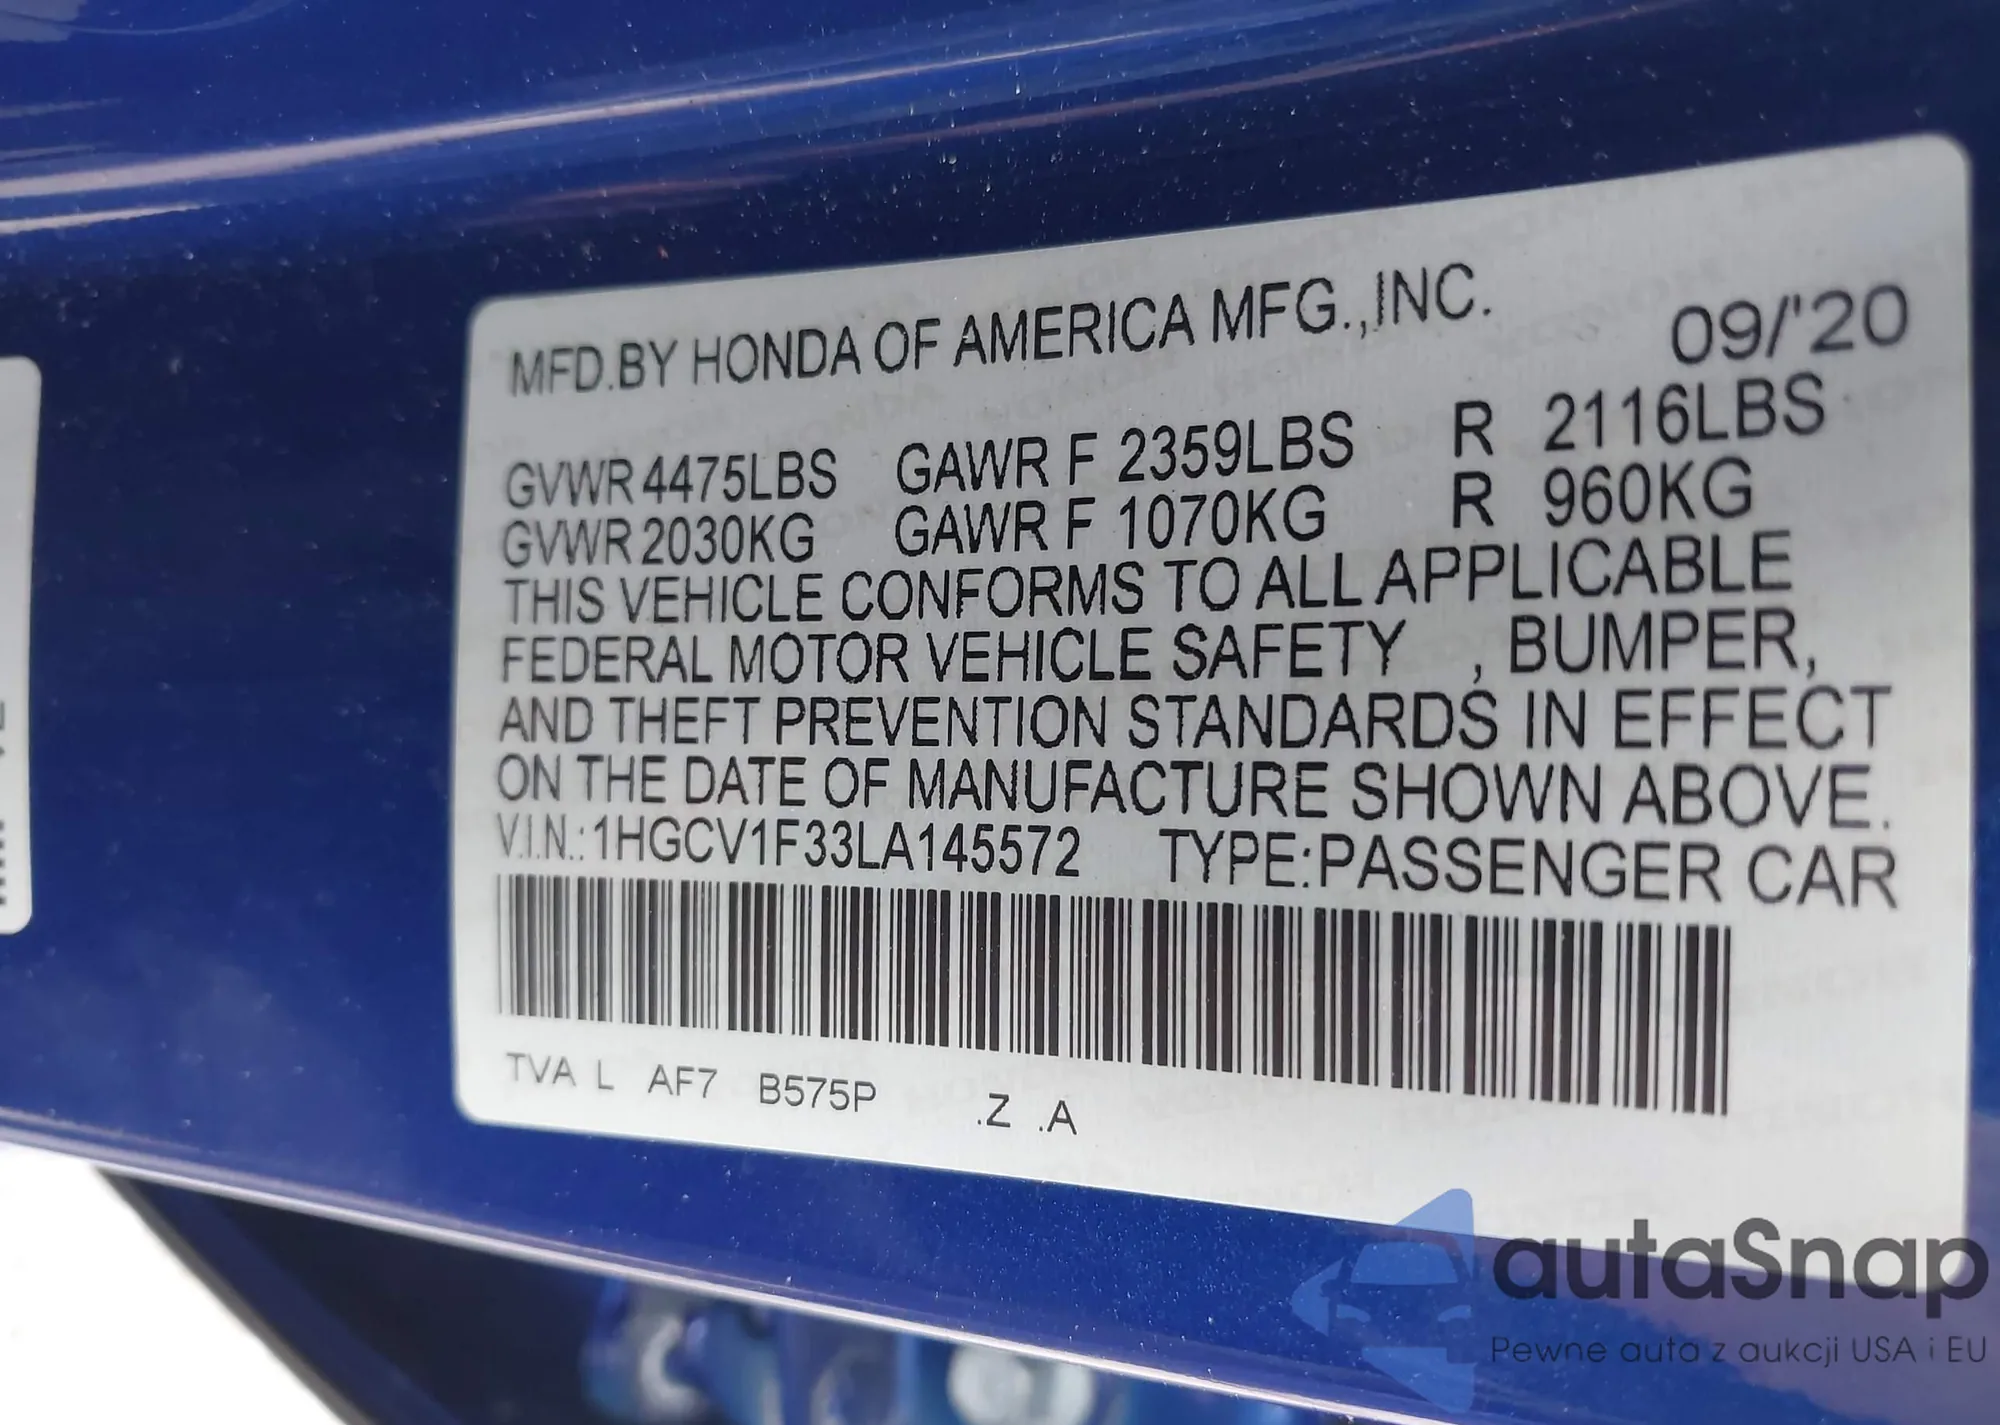 MFD.BY HONDA OF AMERICA MFG.,INC. 09/'20
GVWR 4475LBS GAWR F 2359LBS R 2116LBS
GVWR 2030KG GAWR F 1070KG R 960KG
THIS VEHICLE CONFORMS TO ALL APPLICABLE
FEDERAL MOTOR VEHICLE SAFETY , BUMPER,
AND THEFT PREVENTION STANDARDS IN EFFECT
ON THE DATE OF MANUFACTURE SHOWN ABOVE.
V.I.N.: 1HGCV1F33LA145572 TYPE:PASSENGER CAR
TVA L AF7 B575P .Z .A
autaSnap
Pewne auta z aukcji USA i EU